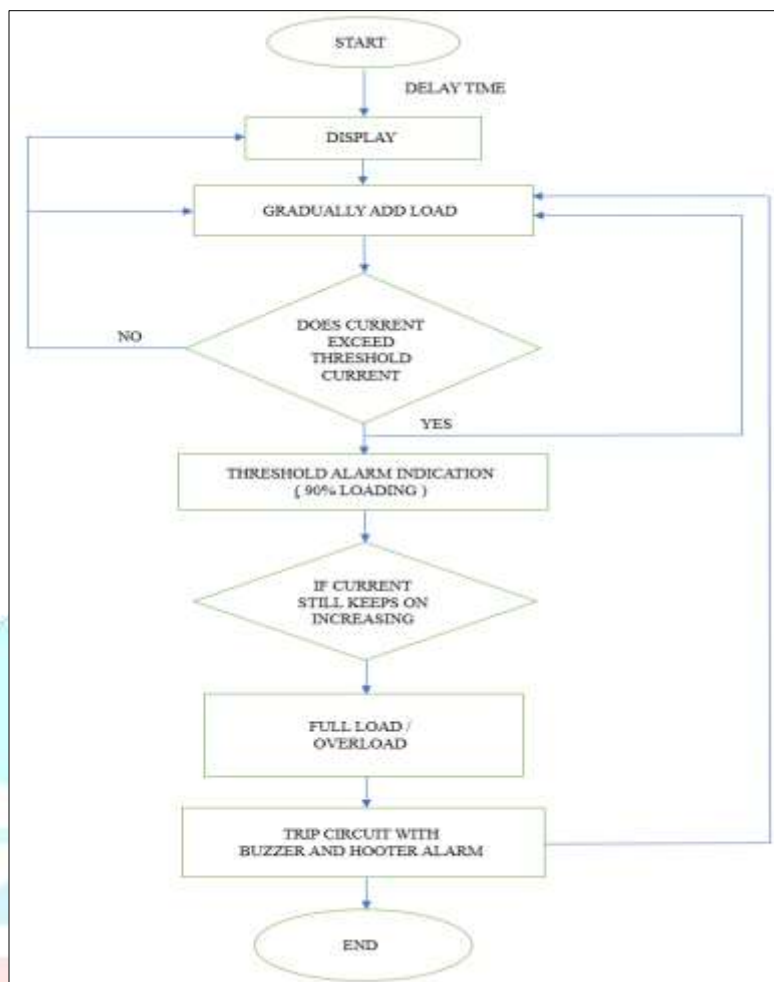 START
DELAY TIME
DISPLAY
GRADUALLY ADD LOAD
DOES CURRENT
EXCEED
THRESHOLD
CURRENT
NO
YES
THRESHOLD ALARM INDICATION
( 90% LOADING )
IF CURRENT
STILL KEEPS ON
INCREASING
FULL LOAD /
OVERLOAD
TRIP CIRCUIT WITH
BUZZER AND HOOTER ALARM
END